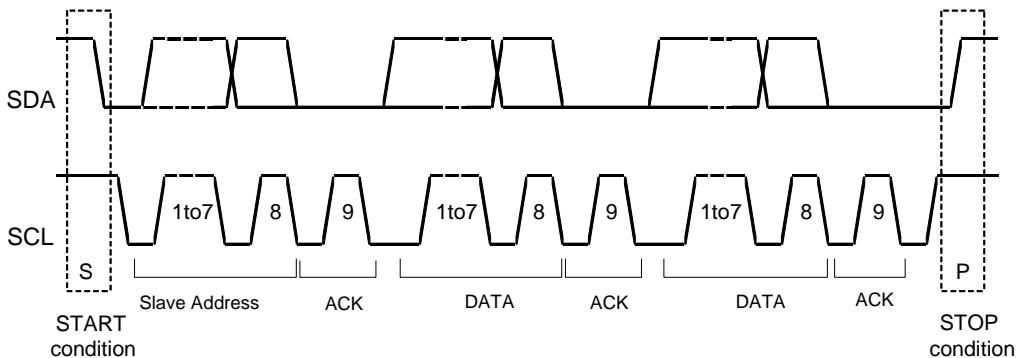 SDA
1to7 8 9 1to7 8 9 1to7 8 9
SCL
S P
Slave Address ACK DATA ACK DATA ACK
START
condition
STOP
condition